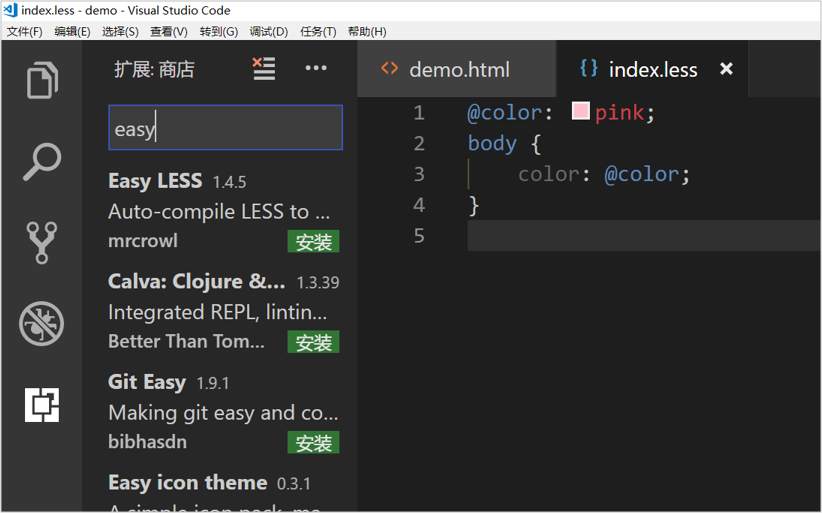 index.less - demo - Visual Studio Code
文件(F) 编辑(E) 选择(S) 查看(V) 转到(G) 调试(D) 任务(T) 帮助(H)
扩展: 商店
easy
Easy LESS 1.4.5
Auto-compile LESS to ...
mrcrowl 安装
Calva: Clojure &... 1.3.39
Integrated REPL, lintin...
Better Than Tom... 安装
Git Easy 1.9.1
Making git easy and co...
bibhasdn 安装
Easy icon theme 0.3.1
A simple icon pack, me
demo.html
index.less
1 @color: pink;
2 body {
3 color: @color;
4 }
5